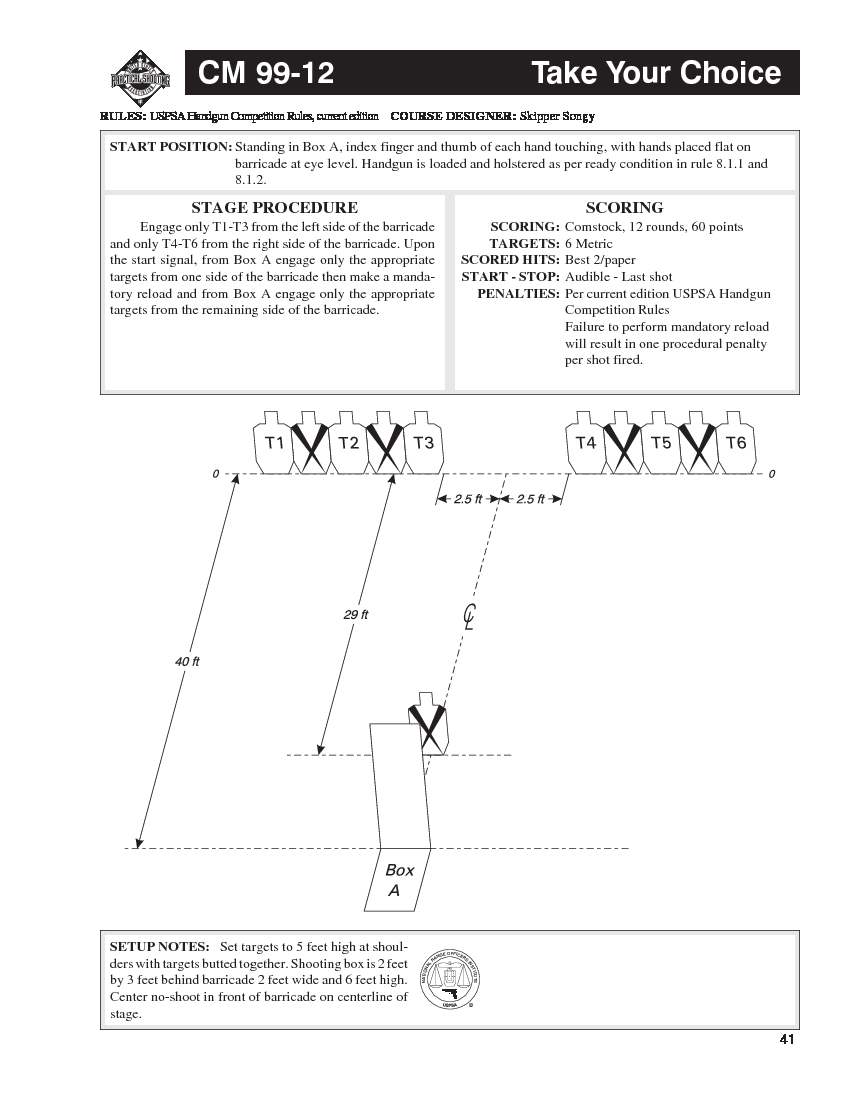 CM 99-12 Take Your Choice
RULES: USPSA Handgun Competition Rules, current edition COURSE DESIGNER: Skipper Songy
START POSITION: Standing in Box A, index finger and thumb of each hand touching, with hands placed flat on
barricade at eye level. Handgun is loaded and holstered as per ready condition in rule 8.1.1 and
8.1.2.
STAGE PROCEDURE
Engage only T1-T3 from the left side of the barricade
and only T4-T6 from the right side of the barricade. Upon
the start signal, from Box A engage only the appropriate
targets from one side of the barricade then make a manda-
tory reload and from Box A engage only the appropriate
targets from the remaining side of the barricade.
SCORING
SCORING: Comstock, 12 rounds, 60 points
TARGETS: 6 Metric
SCORED HITS: Best 2/paper
START - STOP: Audible - Last shot
PENALTIES: Per current edition USPSA Handgun
Competition Rules
Failure to perform mandatory reload
will result in one procedural penalty
per shot fired.
T1 T2 T3 T4 T5 T6
0 0
2.5 ft 2.5 ft
29 ft
40 ft
Box
A
SETUP NOTES: Set targets to 5 feet high at shoul-
ders with targets butted together. Shooting box is 2 feet
by 3 feet behind barricade 2 feet wide and 6 feet high.
Center no-shoot in front of barricade on centerline of
stage.
USPSA
41